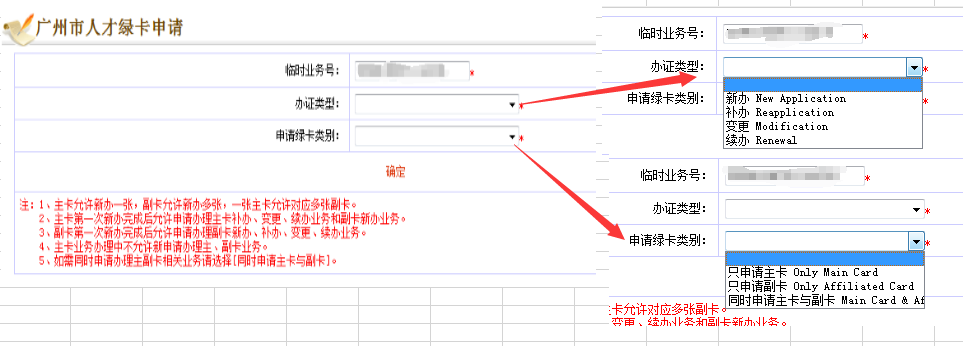 广州市人才绿卡申请
临时业务号： *
办证类型： *
申请绿卡类别： *
确定
注：1、主卡允许新办一张，副卡允许新办多张，一张主卡允许对应多张副卡。
2、主卡第一次新办完成后允许申请办理主卡补办、变更、续办业务和副卡新办业务。
3、副卡第一次新办完成后允许申请办理副卡新办、补办、变更、续办业务。
4、主卡业务办理中不允许新申请办理主、副卡业务。
5、如需同时申请办理主副卡相关业务请选择[同时申请主卡与副卡]。
临时业务号： *
办证类型： *
申请绿卡类别： *
新办 New Application
补办 Reapplication
变更 Modification
续办 Renewal
临时业务号： *
办证类型： *
申请绿卡类别： *
只申请主卡 Only Main Card
只申请副卡 Only Affiliated Card
同时申请主卡与副卡 Main Card & Af
主卡允许对应多张副卡。
变更、续办业务和副卡新办业务。